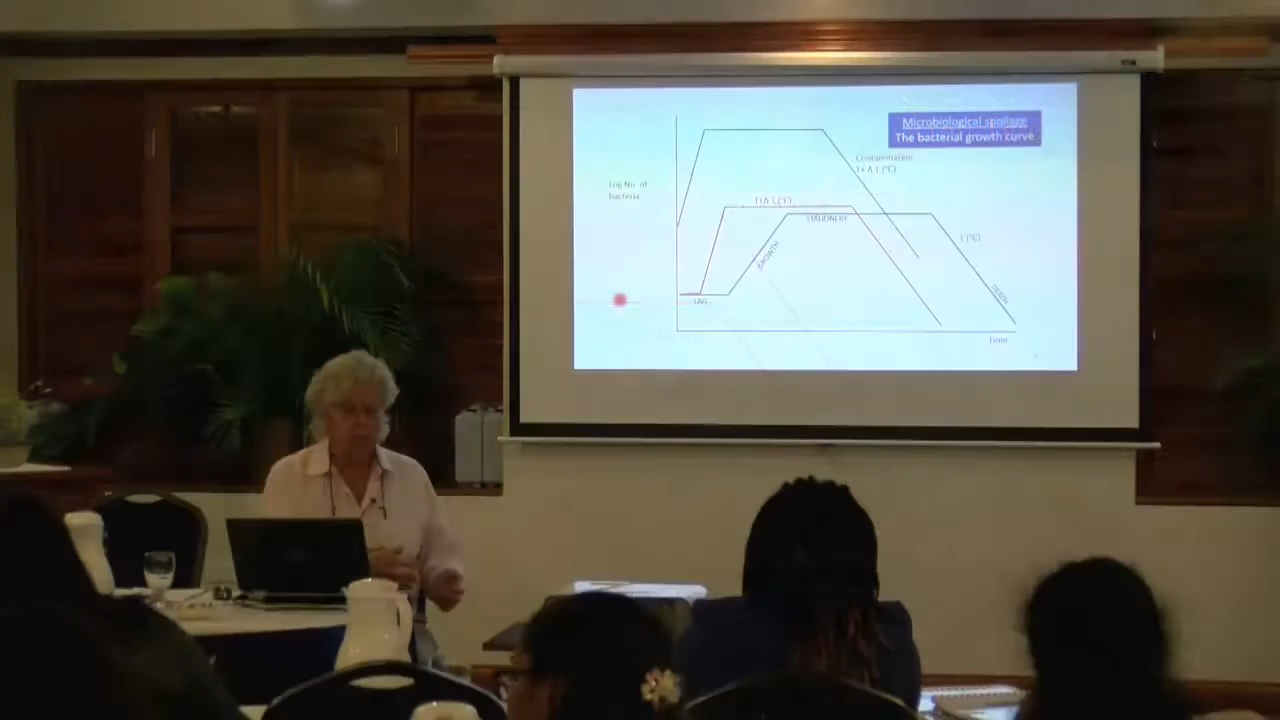 Microbiological spoilage
The bacterial growth curve
Contamination
Log No. of
bacteria
STATIONERY
GROWTH
t (°C)
DEATH
LAG
Time